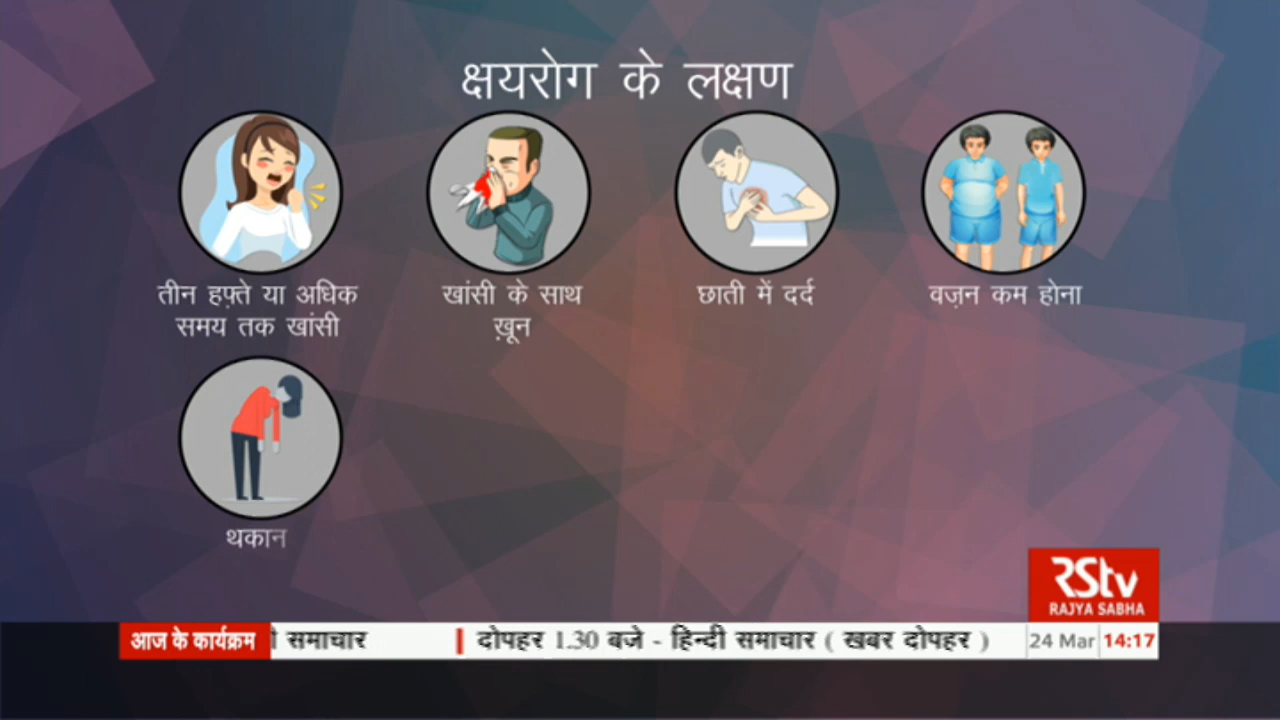 क्षयरोग के लक्षण
तीन हफ़्ते या अधिक
समय तक खांसी
खांसी के साथ
ख़ून
छाती में दर्द
वज़न कम होना
थकान
RStv
RAJYA SABHA
आज के कार्यक्रम
समाचार
दोपहर 1.30 बजे - हिन्दी समाचार ( खबर दोपहर )
24 Mar
14:17